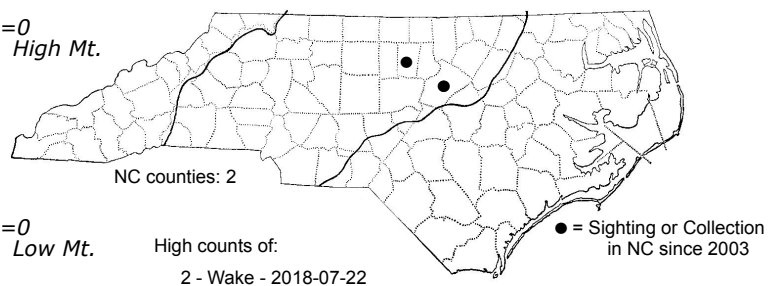 =0
High Mt.
NC counties: 2
=0
Low Mt.
High counts of:
2 - Wake - 2018-07-22
● = Sighting or Collection
in NC since 2003